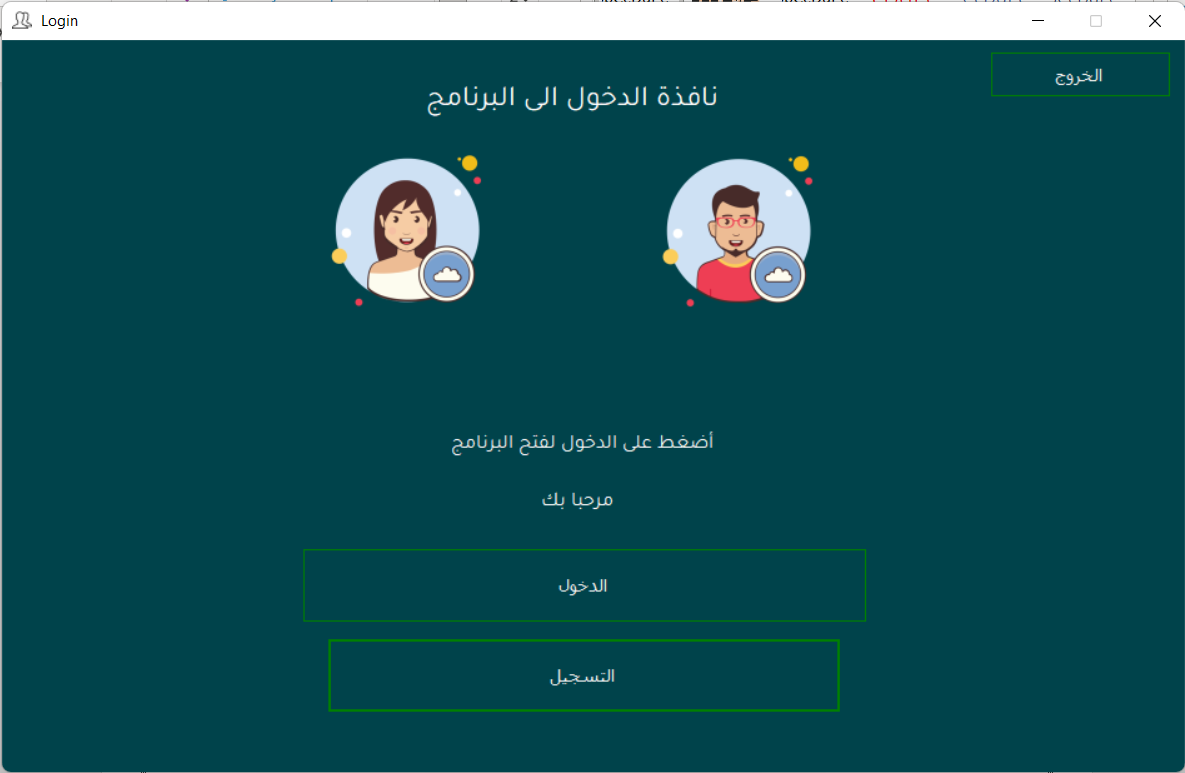 Login
الخروج
نافذة الدخول الى البرنامج
أضغط على الدخول لفتح البرنامج
مرحبا بك
الدخول
التسجيل